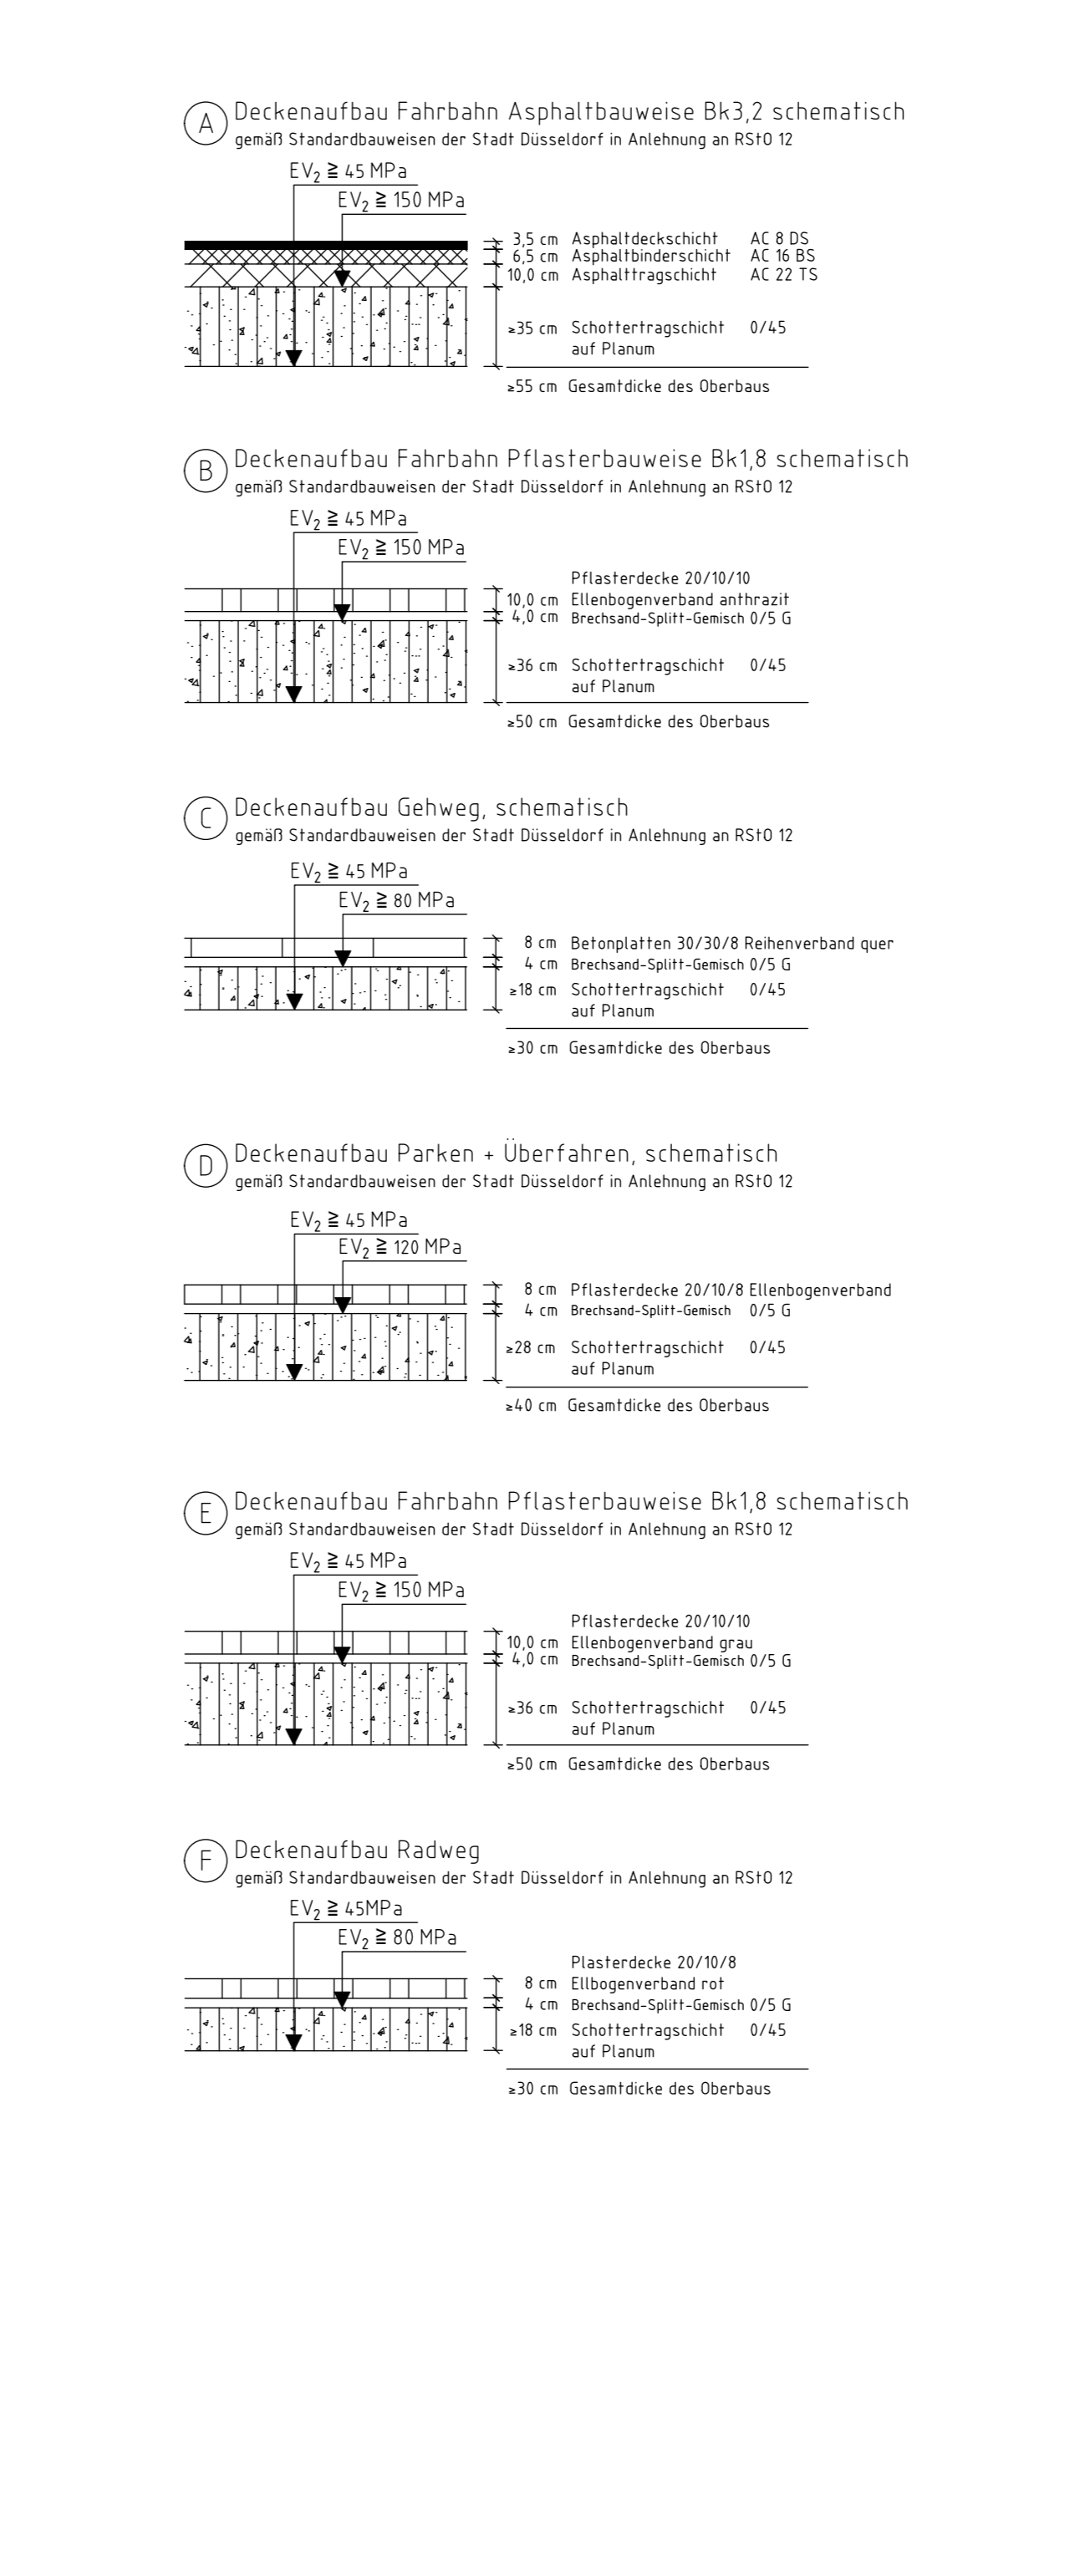 A Deckenaufbau Fahrbahn Asphaltbauweise Bk3,2 schematisch
gemäß Standardbauweisen der Stadt Düsseldorf in Anlehnung an RStO 12
EV2 ≧ 45 MPa
EV2 ≧ 150 MPa
3,5 cm Asphaltdeckschicht AC 8 DS
6,5 cm Asphaltbinderschicht AC 16 BS
10,0 cm Asphalttragschicht AC 22 TS
≥35 cm Schottertragschicht 0/45
auf Planum
≥55 cm Gesamtdicke des Oberbaus
B Deckenaufbau Fahrbahn Pflasterbauweise Bk1,8 schematisch
gemäß Standardbauweisen der Stadt Düsseldorf in Anlehnung an RStO 12
EV2 ≧ 45 MPa
EV2 ≧ 150 MPa
Pflasterdecke 20/10/10
10,0 cm Ellenbogenverband anthrazit
4,0 cm Brechsand-Splitt-Gemisch 0/5 G
≥36 cm Schottertragschicht 0/45
auf Planum
≥50 cm Gesamtdicke des Oberbaus
C Deckenaufbau Gehweg, schematisch
gemäß Standardbauweisen der Stadt Düsseldorf in Anlehnung an RStO 12
EV2 ≧ 45 MPa
EV2 ≧ 80 MPa
8 cm Betonplatten 30/30/8 Reihenverband quer
4 cm Brechsand-Splitt-Gemisch 0/5 G
≥18 cm Schottertragschicht 0/45
auf Planum
≥30 cm Gesamtdicke des Oberbaus
D Deckenaufbau Parken + Überfahren, schematisch
gemäß Standardbauweisen der Stadt Düsseldorf in Anlehnung an RStO 12
EV2 ≧ 45 MPa
EV2 ≧ 120 MPa
8 cm Pflasterdecke 20/10/8 Ellenbogenverband
4 cm Brechsand-Splitt-Gemisch 0/5 G
≥28 cm Schottertragschicht 0/45
auf Planum
≥40 cm Gesamtdicke des Oberbaus
E Deckenaufbau Fahrbahn Pflasterbauweise Bk1,8 schematisch
gemäß Standardbauweisen der Stadt Düsseldorf in Anlehnung an RStO 12
EV2 ≧ 45 MPa
EV2 ≧ 150 MPa
Pflasterdecke 20/10/10
10,0 cm Ellenbogenverband grau
4,0 cm Brechsand-Splitt-Gemisch 0/5 G
≥36 cm Schottertragschicht 0/45
auf Planum
≥50 cm Gesamtdicke des Oberbaus
F Deckenaufbau Radweg
gemäß Standardbauweisen der Stadt Düsseldorf in Anlehnung an RStO 12
EV2 ≧ 45MPa
EV2 ≧ 80 MPa
Plasterdecke 20/10/8
8 cm Ellbogenverband rot
4 cm Brechsand-Splitt-Gemisch 0/5 G
≥18 cm Schottertragschicht 0/45
auf Planum
≥30 cm Gesamtdicke des Oberbaus